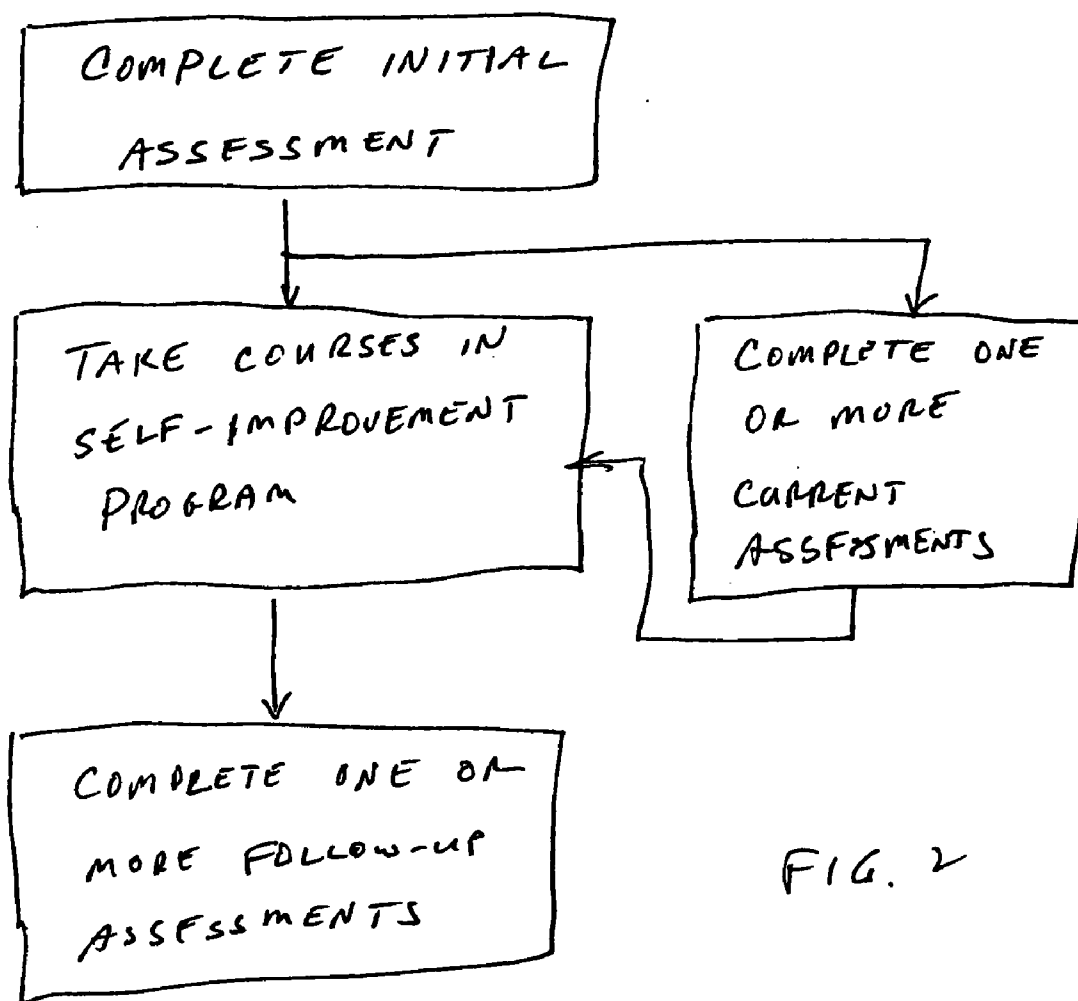 COMPLETE INITIAL
ASSESSMENT
TAKE COURSES IN
SELF-IMPROVEMENT
PROGRAM
COMPLETE ONE
OR MORE
CURRENT
ASSESSMENTS
COMPLETE ONE OR
MORE FOLLOW-UP
ASSESSMENTS
FIG. 2